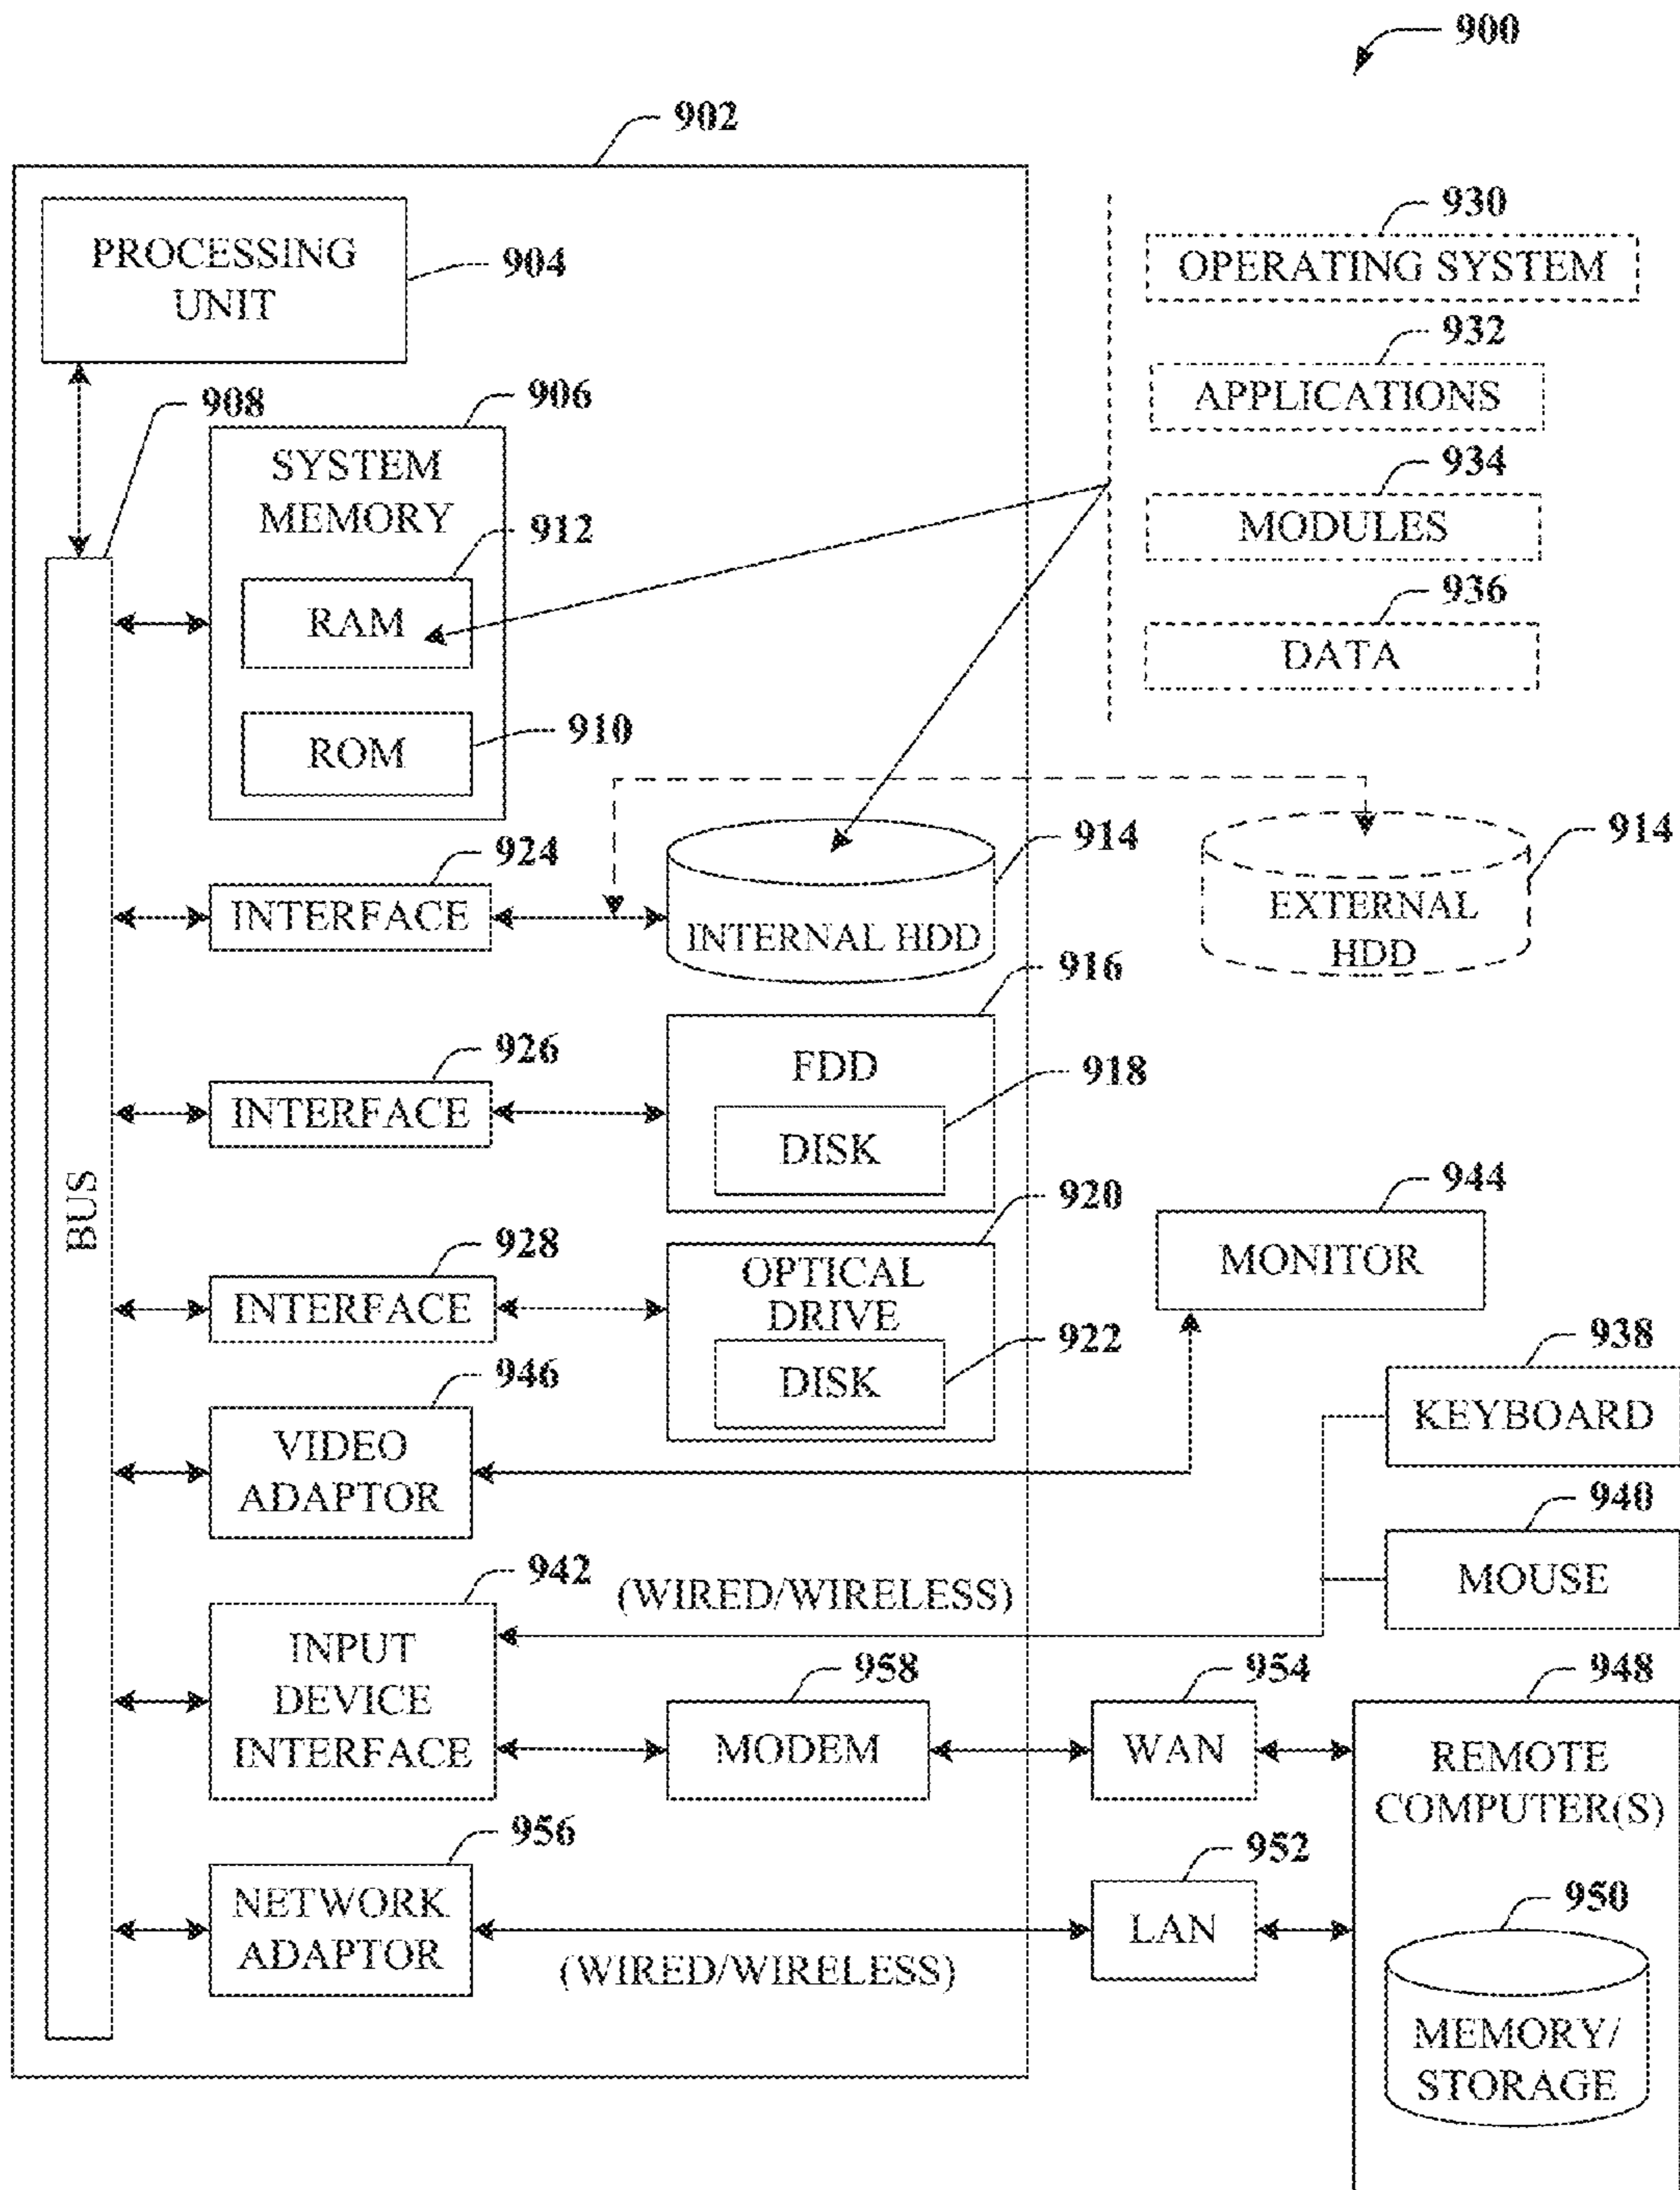 900
902
PROCESSING
UNIT
904
930
OPERATING SYSTEM
932
APPLICATIONS
934
MODULES
936
DATA
908
906
SYSTEM
MEMORY
912
RAM
910
ROM
924
INTERFACE
914
INTERNAL HDD
914
EXTERNAL
HDD
916
FDD
918
DISK
926
INTERFACE
BUS
920
OPTICAL
DRIVE
922
DISK
928
INTERFACE
944
MONITOR
946
VIDEO
ADAPTOR
938
KEYBOARD
940
MOUSE
942
INPUT
DEVICE
INTERFACE
(WIRED/WIRELESS)
958
MODEM
954
WAN
948
REMOTE
COMPUTER(S)
956
NETWORK
ADAPTOR
(WIRED/WIRELESS)
952
LAN
950
MEMORY/
STORAGE